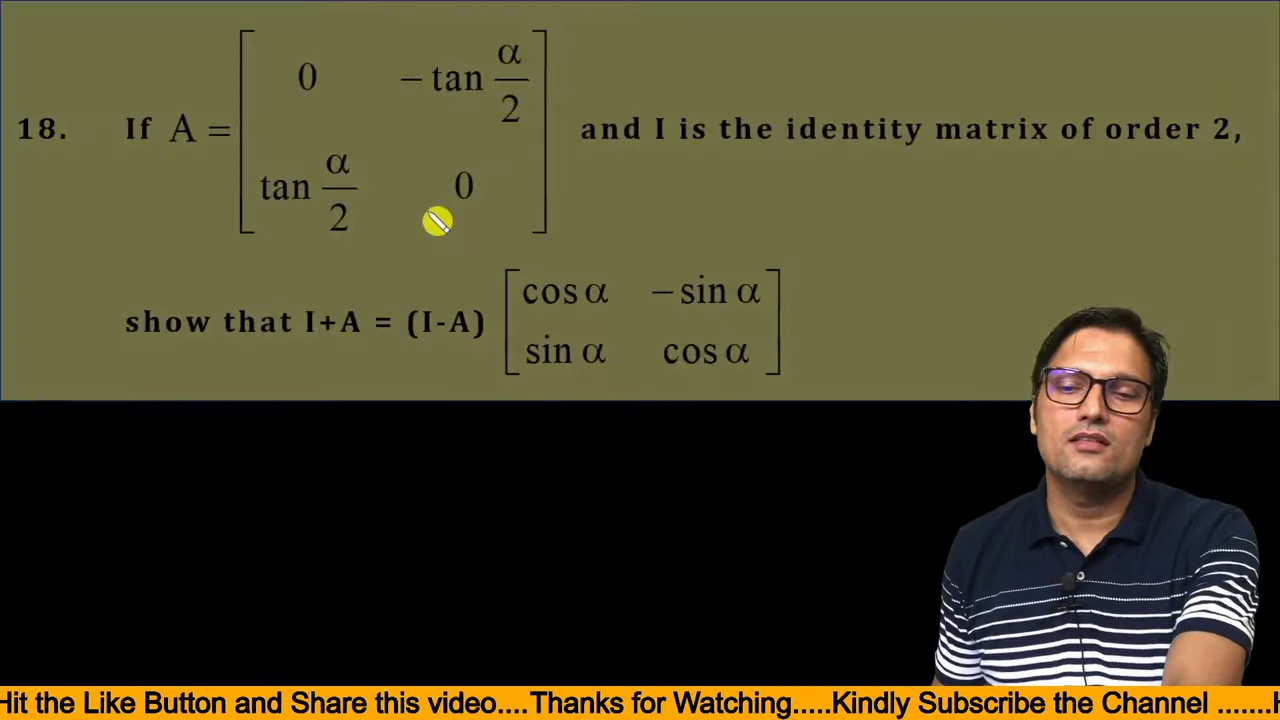 18. If A = [ 0 − tan α/2
tan α/2 0 ] and I is the identity matrix of order 2,
show that I+A = (I-A) [ cos α − sin α
sin α cos α ]
Hit the Like Button and Share this video....Thanks for Watching.....Kindly Subscribe the Channel .......